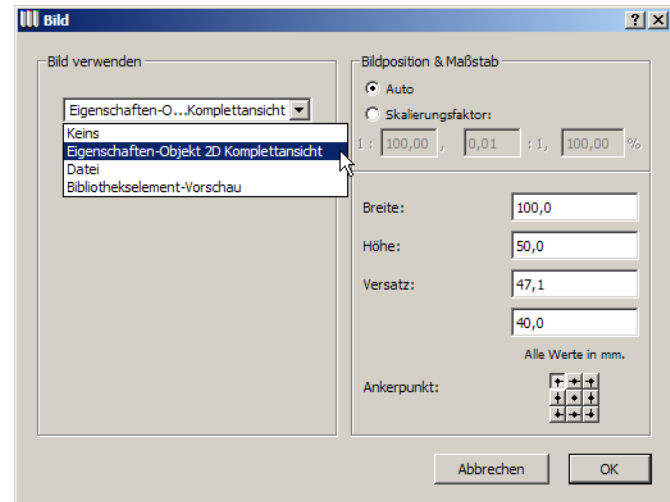 Bild
Bild verwenden
Eigenschaften-O...Komplettansicht
Keins
Eigenschaften-Objekt 2D Komplettansicht
Datei
Bibliothekselement-Vorschau
Bildposition & Maßstab
Auto
Skalierungsfaktor:
1 : 100,00 , 0,01 : 1, 100,00 %
Breite: 100,0
Höhe: 50,0
Versatz: 47,1
40,0
Alle Werte in mm.
Ankerpunkt:
Abbrechen OK